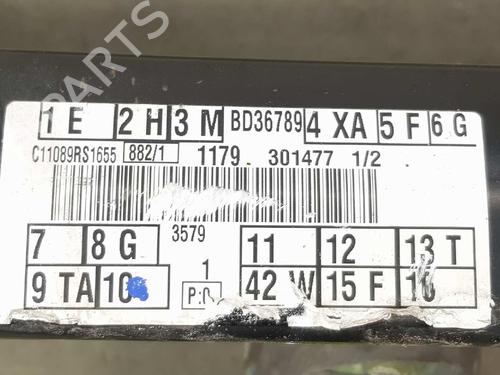 PARTS
1 E 2 H 3 M BD36789 4 XA 5 F 6 G
C11089RS1655 882/1 1179 301477 1/2
7 8 G 3579 11 12 13 T
9 TA 10 1 P:0 42 W 15 F 16